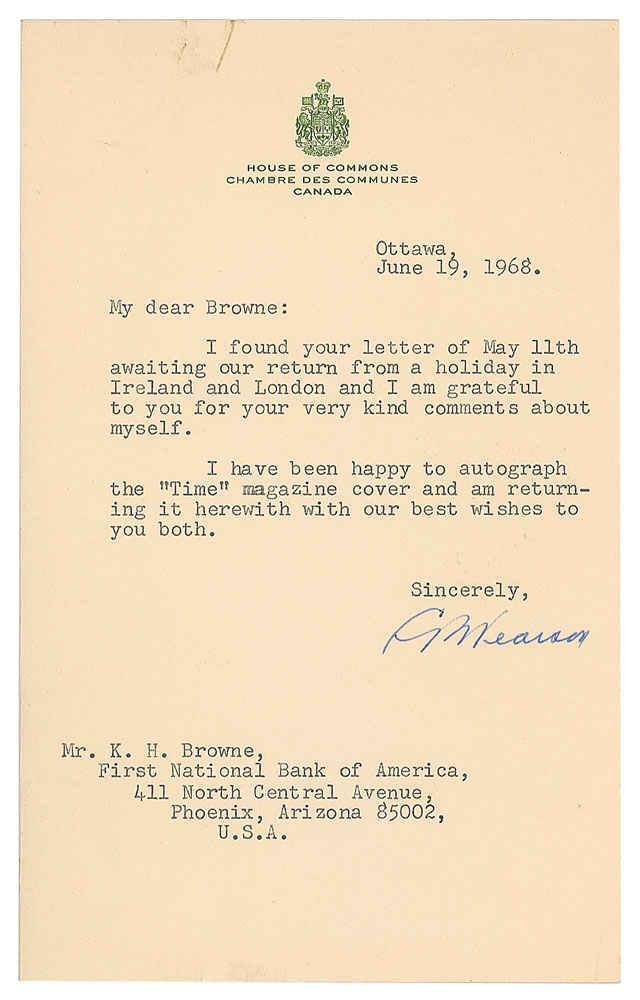 HOUSE OF COMMONS
CHAMBRE DES COMMUNES
CANADA
Ottawa,
June 19, 1968.
My dear Browne:
I found your letter of May 11th
awaiting our return from a holiday in
Ireland and London and I am grateful
to you for your very kind comments about
myself.
I have been happy to autograph
the "Time" magazine cover and am return-
ing it herewith with our best wishes to
you both.
Sincerely,
LBPearson
Mr. K. H. Browne,
First National Bank of America,
411 North Central Avenue,
Phoenix, Arizona 85002,
U.S.A.